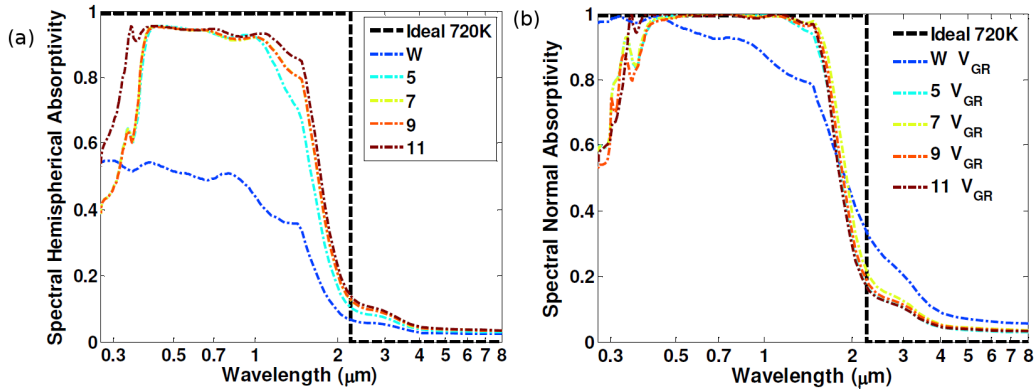 (a)
Spectral Hemispherical Absorptivity
1
0.8
0.6
0.4
0.2
0
0.3 0.5 0.7 1 2 3 4 5 6 7 8
Wavelength (μm)
Ideal 720K
W
5
7
9
11
(b)
Spectral Normal Absorptivity
1
0.8
0.6
0.4
0.2
0
0.3 0.5 0.7 1 2 3 4 5 6 7 8
Wavelength (μm)
Ideal 720K
W V_GR
5 V_GR
7 V_GR
9 V_GR
11 V_GR